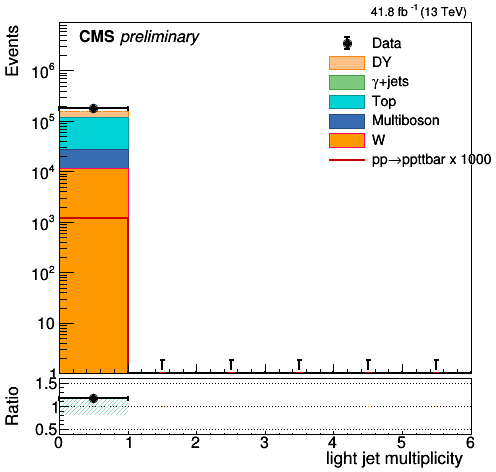 41.8 fb⁻¹ (13 TeV)
CMS preliminary
Events
Data
DY
γ+jets
Top
Multiboson
W
pp→ppttbar x 1000
10⁶
10⁵
10⁴
10³
10²
10
1
Ratio
1.5
1
0.5
0 1 2 3 4 5 6
light jet multiplicity